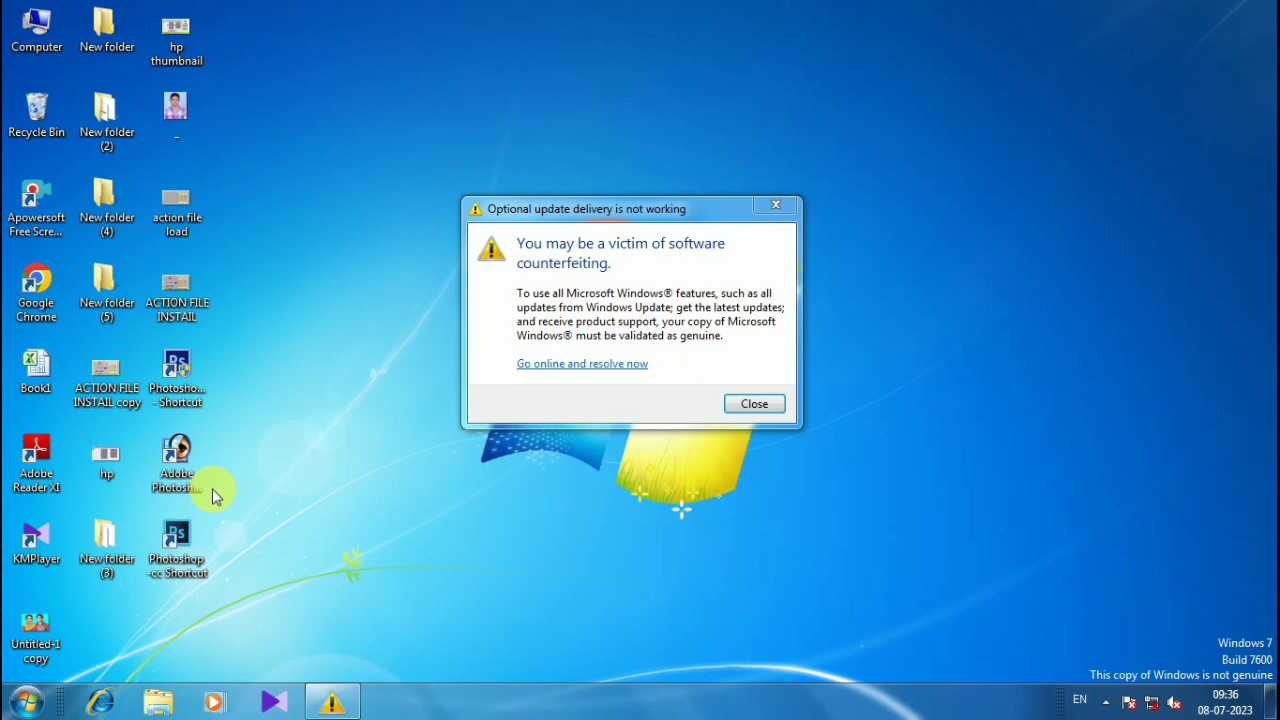 Computer
New folder
hp
thumbnail
Recycle Bin
New folder
(2)
_
Apowersoft
Free Scre...
New folder
(4)
action file
load
Google
Chrome
New folder
(5)
ACTION FILE
INSTAIL
Book1
ACTION FILE
INSTAIL copy
Photosho...
- Shortcut
Adobe
Reader XI
hp
Adobe
Photosh...
KMPlayer
New folder
(3)
Photoshop
-cc Shortcut
Untitled-1
copy
Optional update delivery is not working
You may be a victim of software
counterfeiting.
To use all Microsoft Windows® features, such as all
updates from Windows Update; get the latest updates;
and receive product support, your copy of Microsoft
Windows® must be validated as genuine.
Go online and resolve now
Close
Windows 7
Build 7600
This copy of Windows is not genuine
EN
09:36
08-07-2023